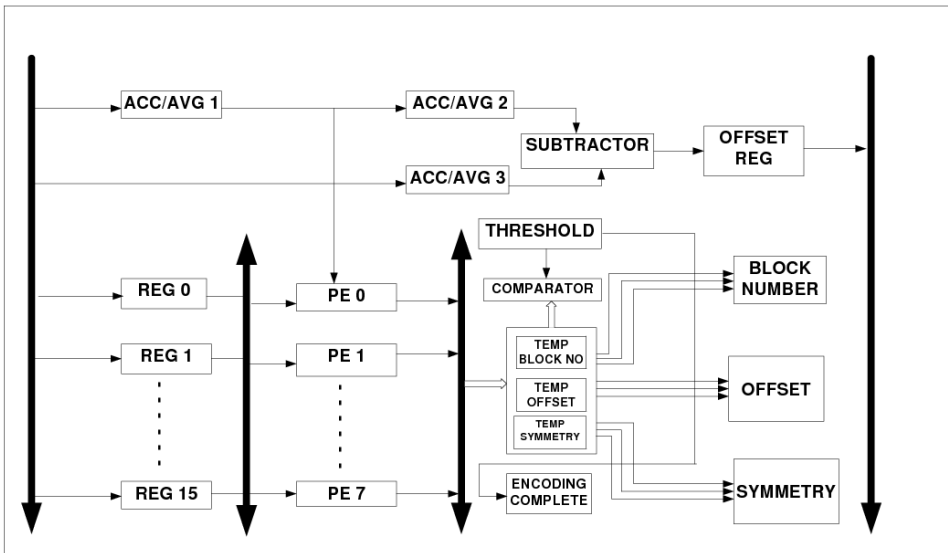 ACC/AVG 1
ACC/AVG 2
SUBTRACTOR
OFFSET
REG
ACC/AVG 3
THRESHOLD
COMPARATOR
BLOCK
NUMBER
REG 0
PE 0
REG 1
PE 1
TEMP
BLOCK NO
TEMP
OFFSET
OFFSET
TEMP
SYMMETRY
REG 15
PE 7
ENCODING
COMPLETE
SYMMETRY